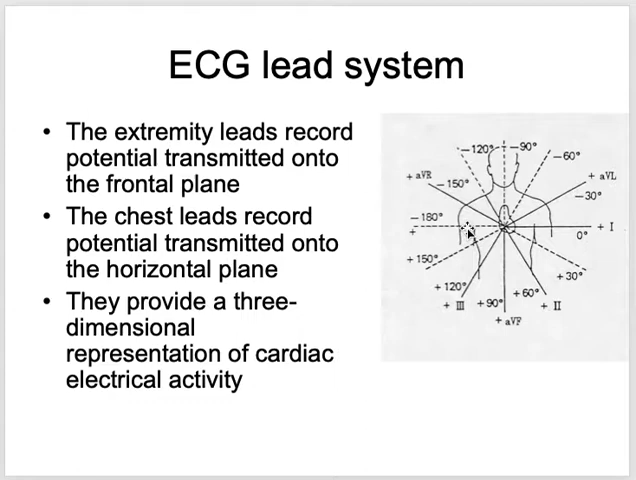 ECG lead system
• The extremity leads record
potential transmitted onto
the frontal plane
• The chest leads record
potential transmitted onto
the horizontal plane
• They provide a three-
dimensional
representation of cardiac
electrical activity
−120°
−90°
−60°
+ aVR
−150°
+ aVL
−30°
−180°
+
+ I
0°
+150°
+30°
+120°
+ III
+90°
+60°
+ II
+ aVF